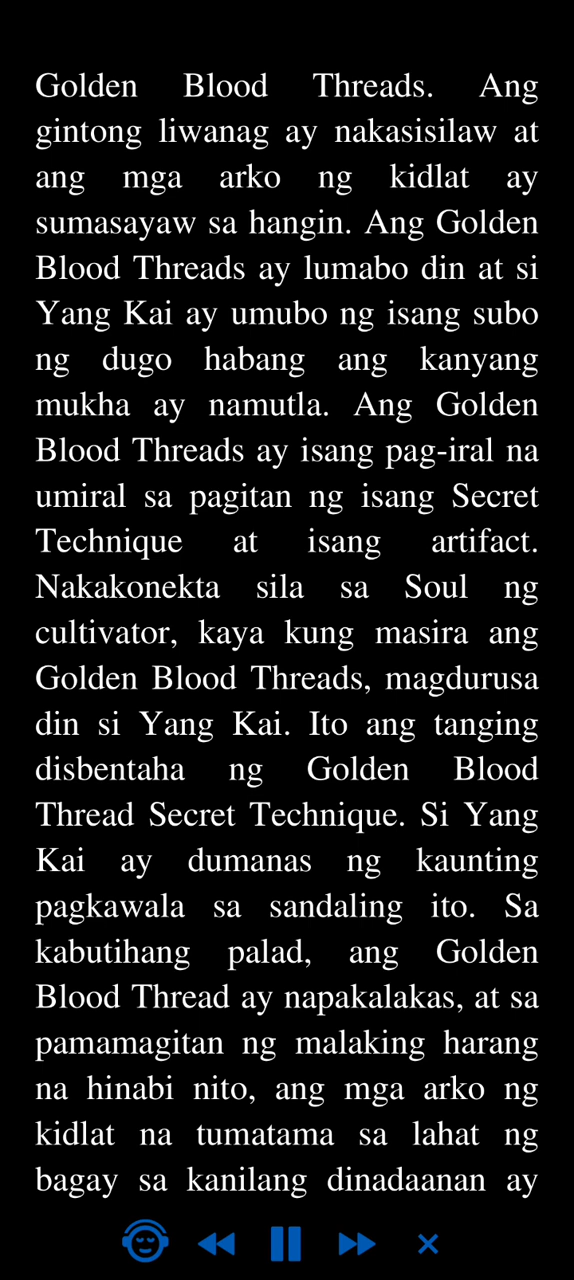 Golden Blood Threads. Ang
gintong liwanag ay nakasisilaw at
ang mga arko ng kidlat ay
sumasayaw sa hangin. Ang Golden
Blood Threads ay lumabo din at si
Yang Kai ay umubo ng isang subo
ng dugo habang ang kanyang
mukha ay namutla. Ang Golden
Blood Threads ay isang pag-iral na
umiral sa pagitan ng isang Secret
Technique at isang artifact.
Nakakonekta sila sa Soul ng
cultivator, kaya kung masira ang
Golden Blood Threads, magdurusa
din si Yang Kai. Ito ang tanging
disbentaha ng Golden Blood
Thread Secret Technique. Si Yang
Kai ay dumanas ng kaunting
pagkawala sa sandaling ito. Sa
kabutihang palad, ang Golden
Blood Thread ay napakalakas, at sa
pamamagitan ng malaking harang
na hinabi nito, ang mga arko ng
kidlat na tumatama sa lahat ng
bagay sa kanilang dinadaanan ay